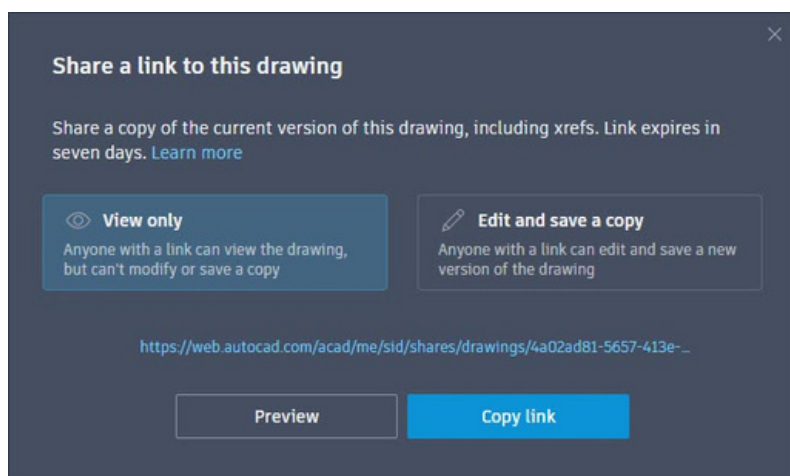 Share a link to this drawing
Share a copy of the current version of this drawing, including xrefs. Link expires in
seven days. Learn more
View only
Anyone with a link can view the drawing,
but can't modify or save a copy
Edit and save a copy
Anyone with a link can edit and save a new
version of the drawing
https://web.autocad.com/acad/me/sid/shares/drawings/4a02ad81-5657-413e-...
Preview
Copy link